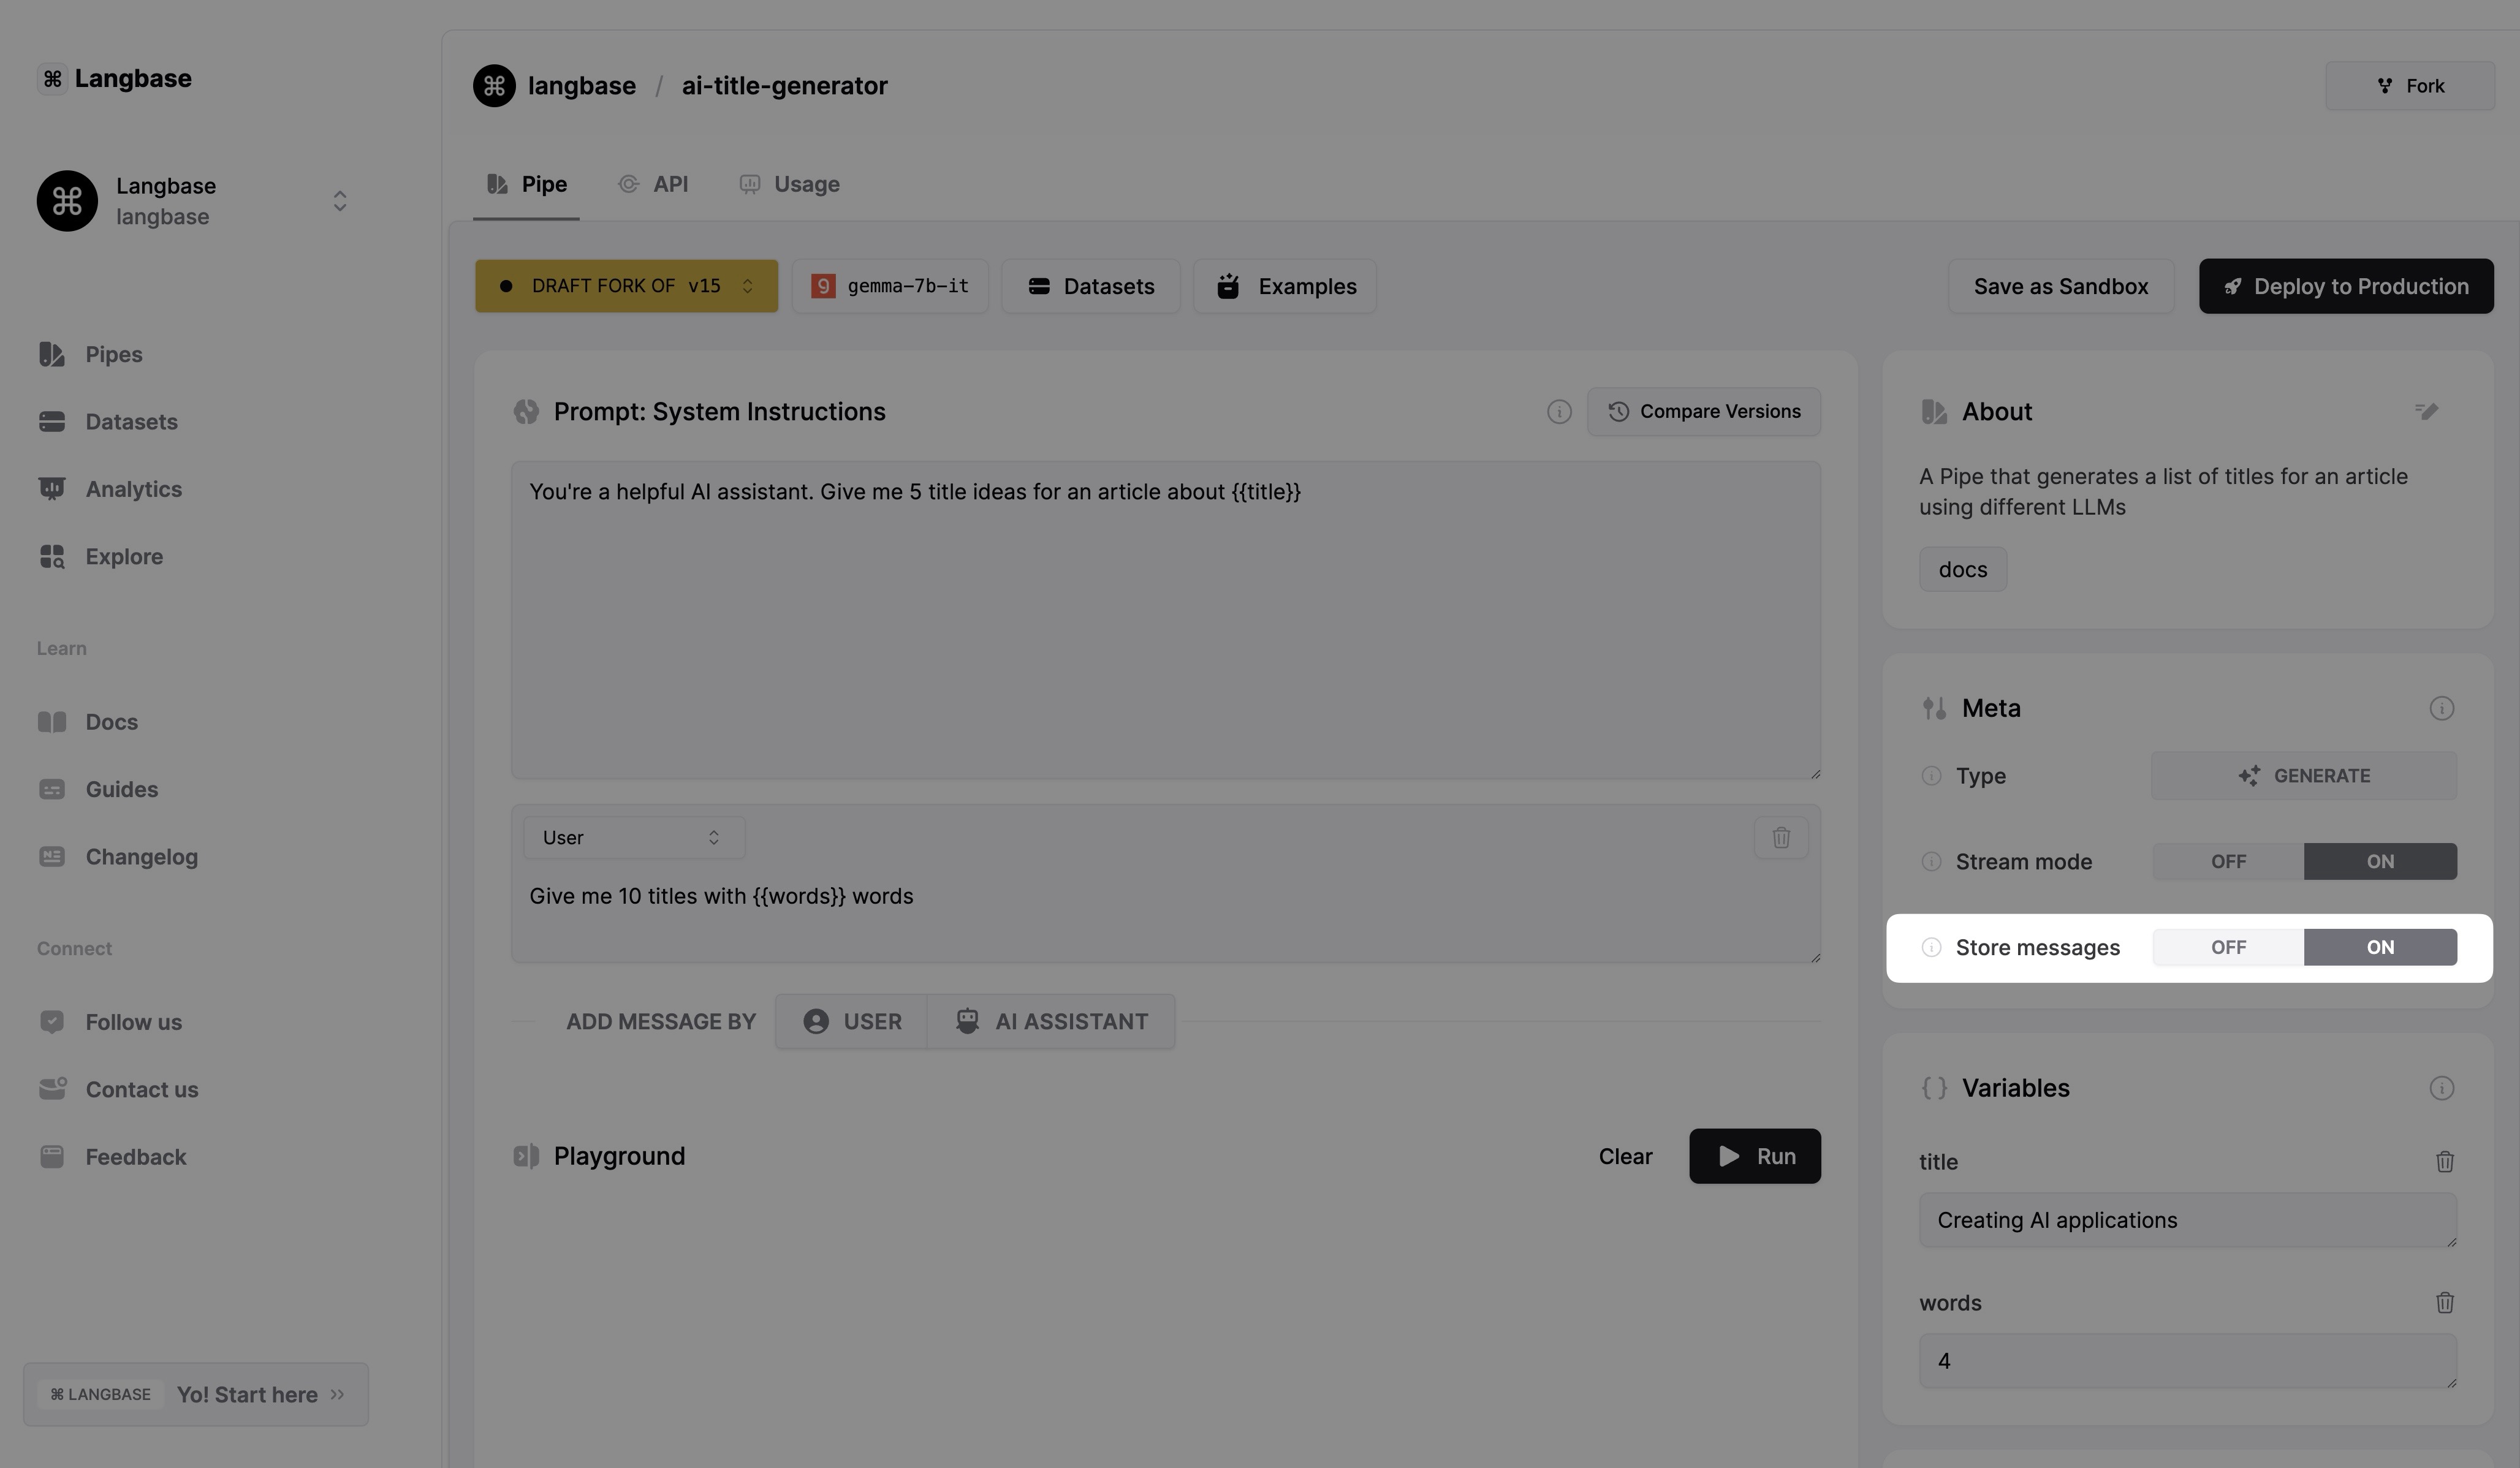 Langbase
Langbase
langbase
Pipes
Datasets
Analytics
Explore
Learn
Docs
Guides
Changelog
Connect
Follow us
Contact us
Feedback
⌘ LANGBASE Yo! Start here
langbase / ai-title-generator
Fork
Pipe API Usage
DRAFT FORK OF v15
g gemma-7b-it
Datasets
Examples
Save as Sandbox
Deploy to Production
Prompt: System Instructions
Compare Versions
You're a helpful AI assistant. Give me 5 title ideas for an article about {{title}}
User
Give me 10 titles with {{words}} words
ADD MESSAGE BY USER AI ASSISTANT
Playground
Clear
Run
About
A Pipe that generates a list of titles for an article
using different LLMs
docs
Meta
Type GENERATE
Stream mode OFF ON
Store messages OFF ON
{} Variables
title
Creating AI applications
words
4